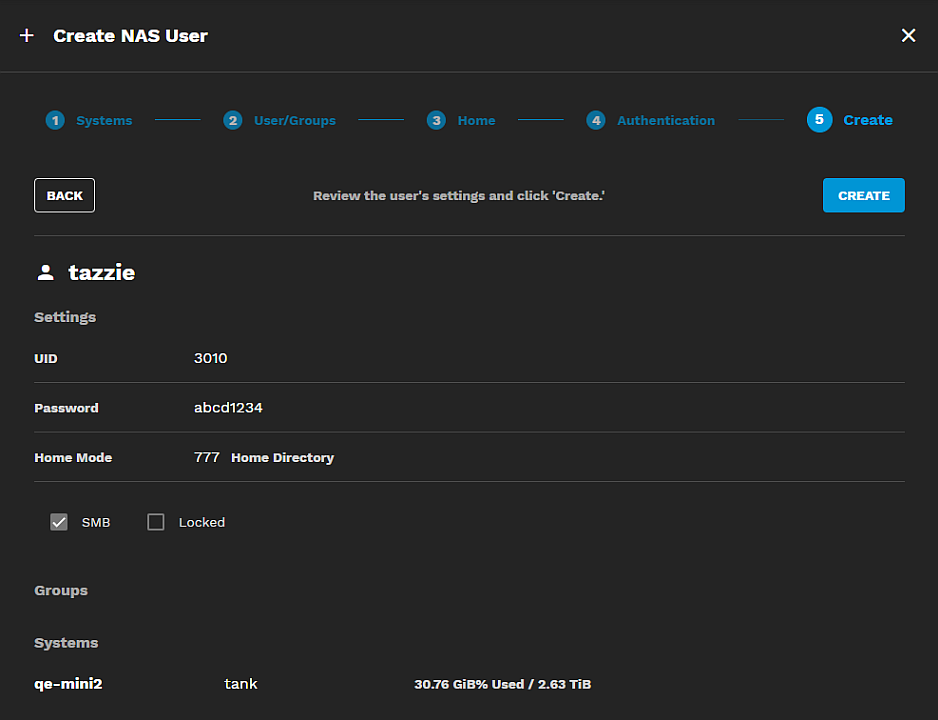 Create NAS User
1 Systems 2 User/Groups 3 Home 4 Authentication 5 Create
BACK Review the user's settings and click 'Create.' CREATE
tazzie
Settings
UID 3010
Password abcd1234
Home Mode 777 Home Directory
SMB Locked
Groups
Systems
qe-mini2 tank 30.76 GiB% Used / 2.63 TiB